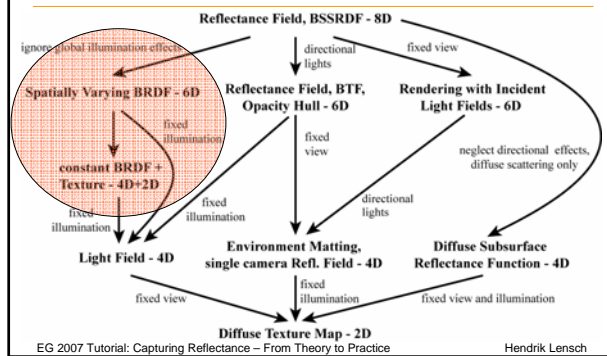 Reflectance Field, BSSRDF - 8D
ignore global illumination effects
directional
lights
fixed view
Spatially Varying BRDF - 6D
Reflectance Field, BTF,
Opacity Hull - 6D
Rendering with Incident
Light Fields - 6D
fixed
illumination
fixed
view
neglect directional effects,
diffuse scattering only
constant BRDF +
Texture - 4D+2D
fixed
illumination
fixed
illumination
directional
lights
Light Field - 4D
Environment Matting,
single camera Refl. Field - 4D
Diffuse Subsurface
Reflectance Function - 4D
fixed view
fixed
illumination
fixed view and illumination
Diffuse Texture Map - 2D
EG 2007 Tutorial: Capturing Reflectance – From Theory to Practice
Hendrik Lensch